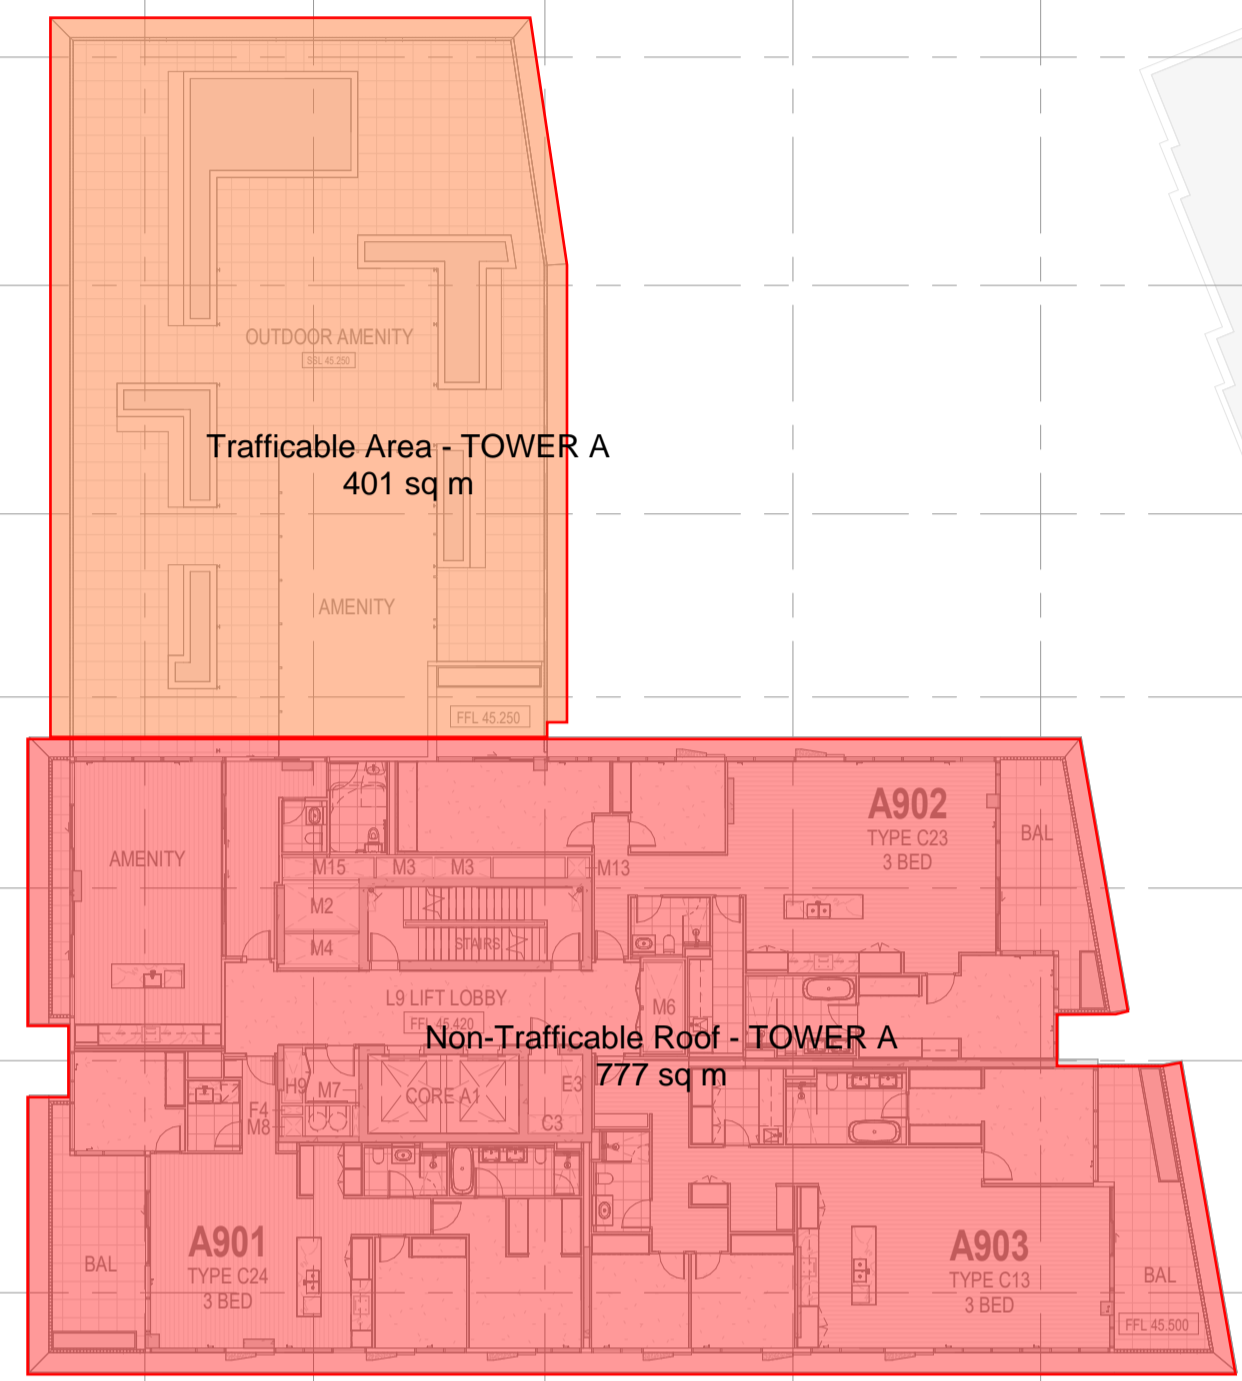 OUTDOOR AMENITY
SSL 45.250
Trafficable Area - TOWER A
401 sq m
AMENITY
FFL 45.250
A902
TYPE C23
3 BED
BAL
AMENITY
M15
M3
M3
M13
M2
M4
STAIRS
L9 LIFT LOBBY
FFL 45.420
M6
Non-Trafficable Roof - TOWER A
777 sq m
H9
M7
CORE A1
E3
C3
F4
M8
A901
TYPE C24
3 BED
BAL
A903
TYPE C13
3 BED
BAL
FFL 45.500